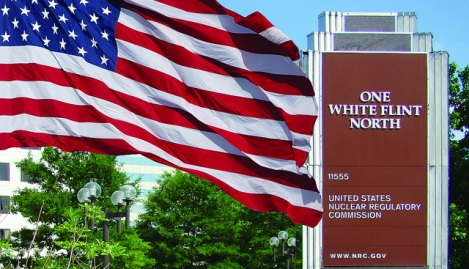 ONE
WHITE FLINT
NORTH
11555
UNITED STATES
NUCLEAR REGULATORY
COMMISSION
WWW.NRC.GOV